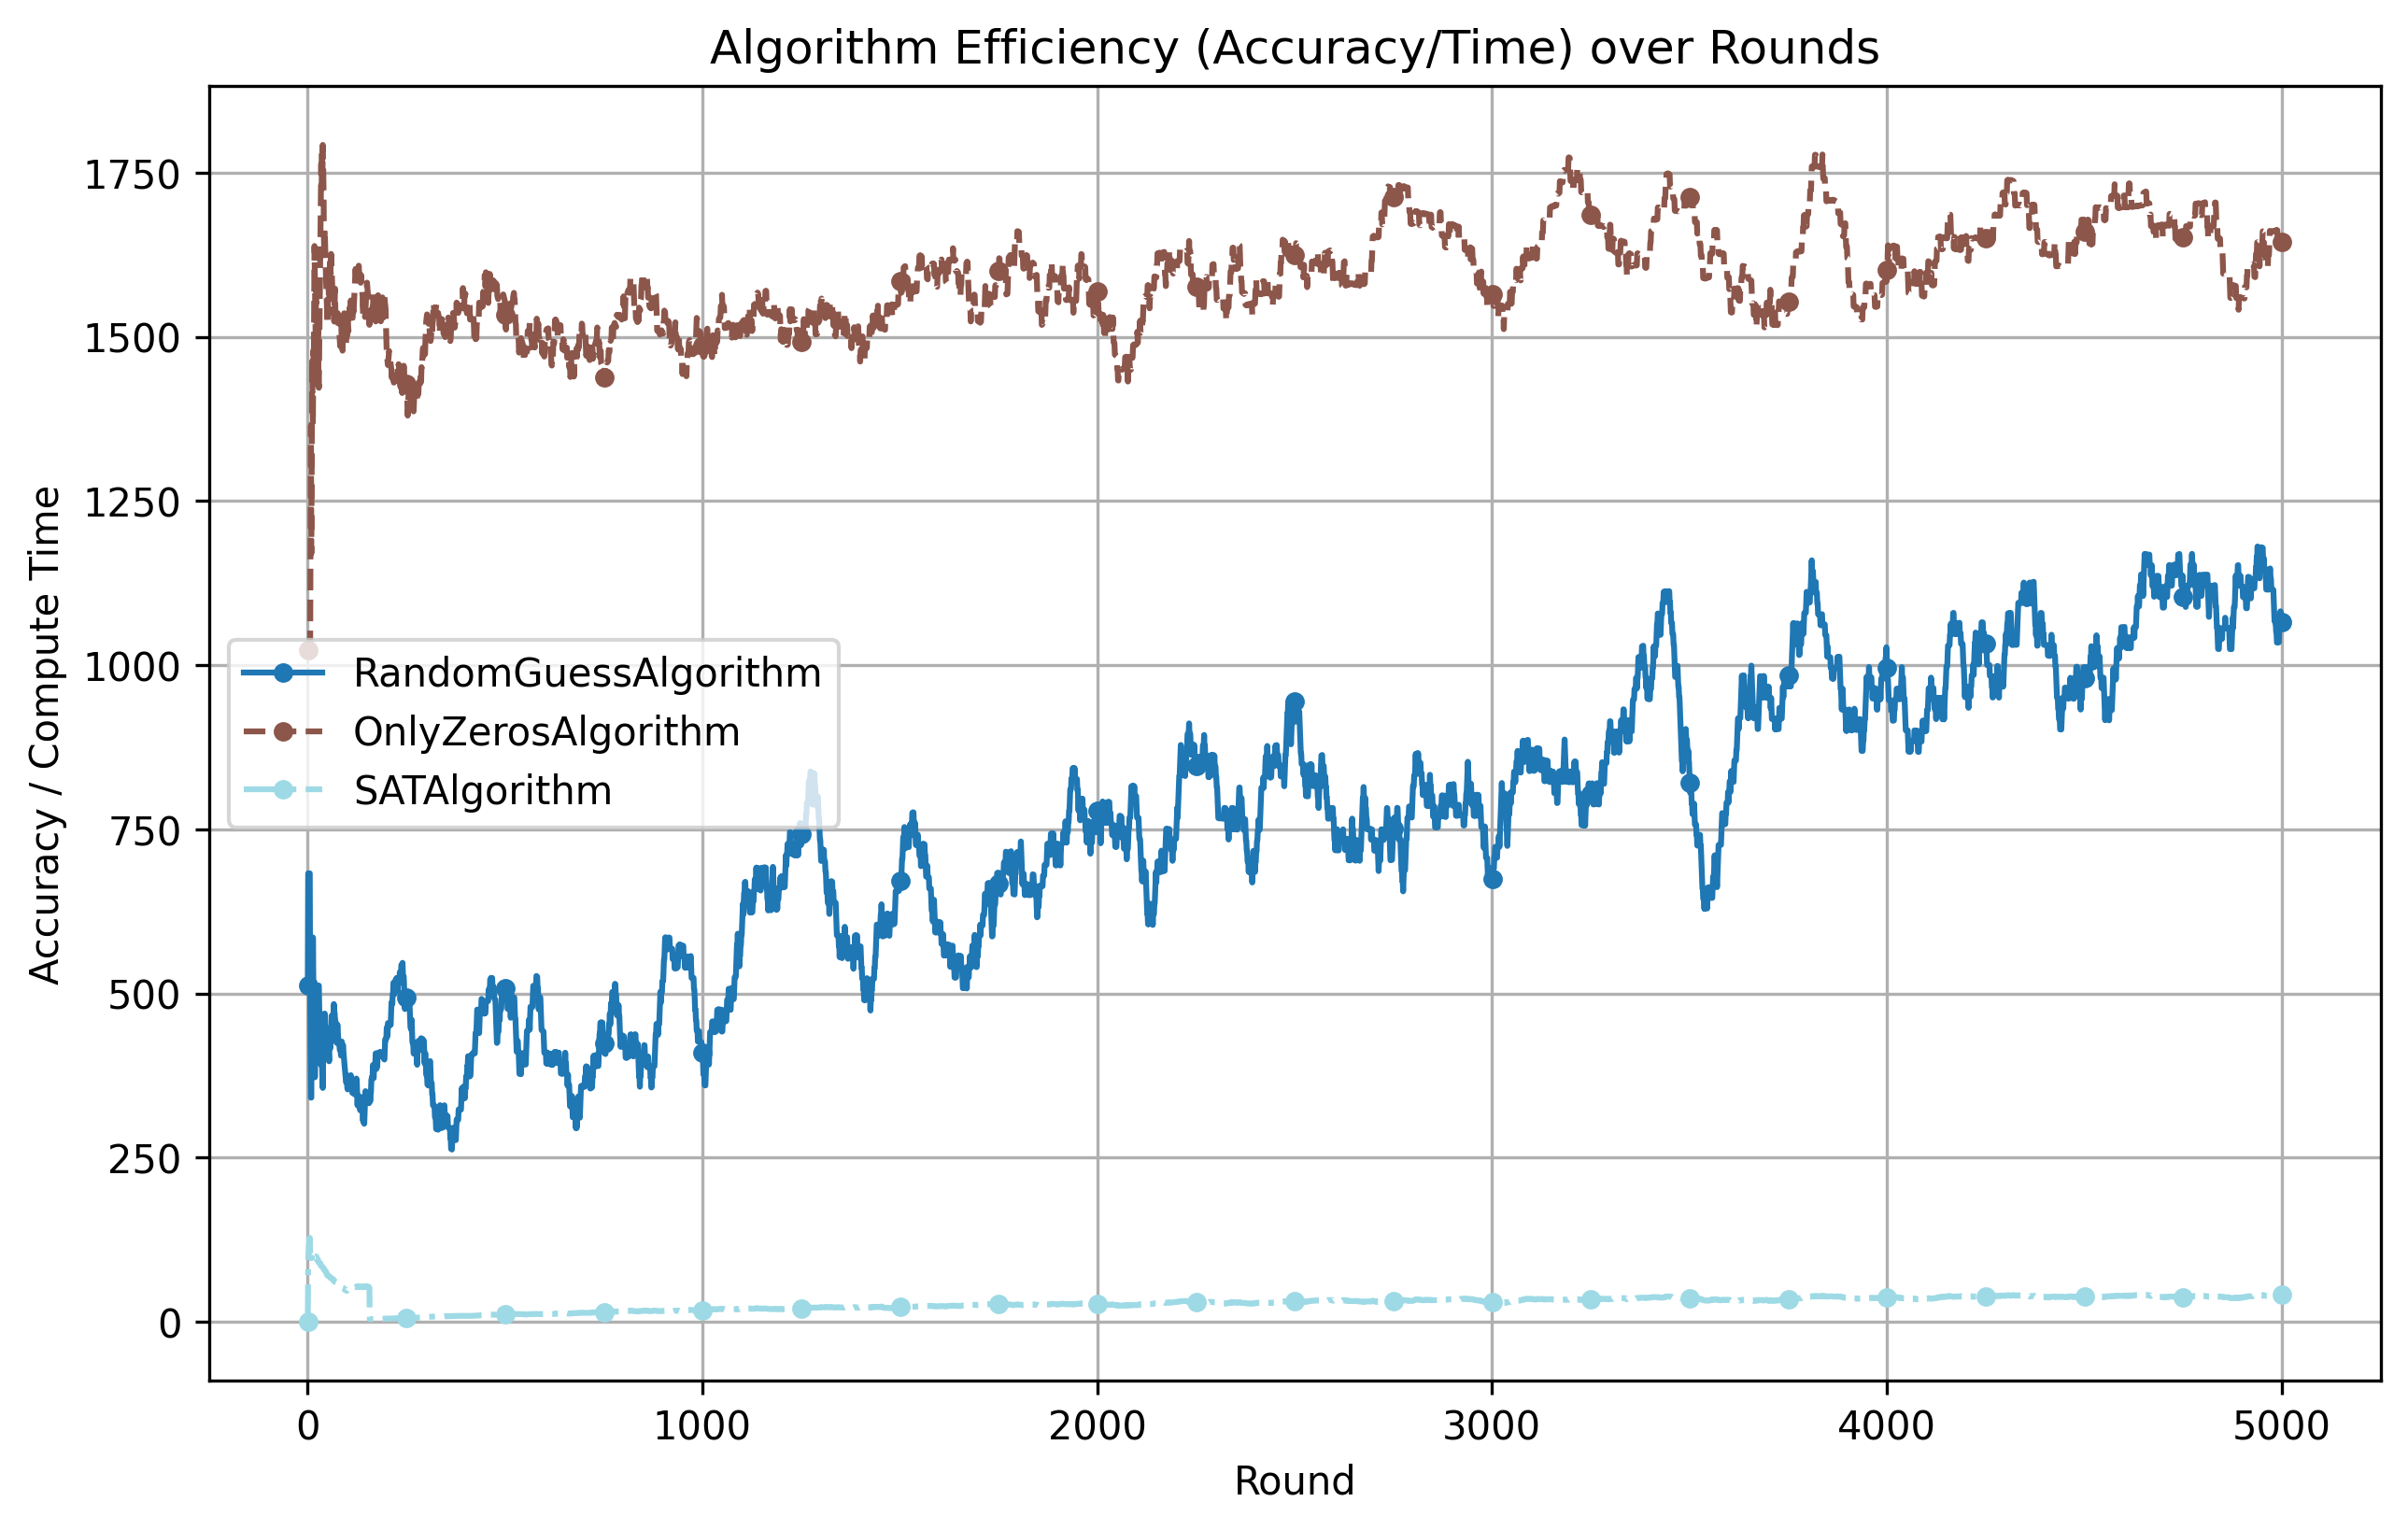 Algorithm Efficiency (Accuracy/Time) over Rounds
Accuracy / Compute Time
1750
1500
1250
1000
750
500
250
0
RandomGuessAlgorithm
OnlyZerosAlgorithm
SATAlgorithm
0 1000 2000 3000 4000 5000
Round